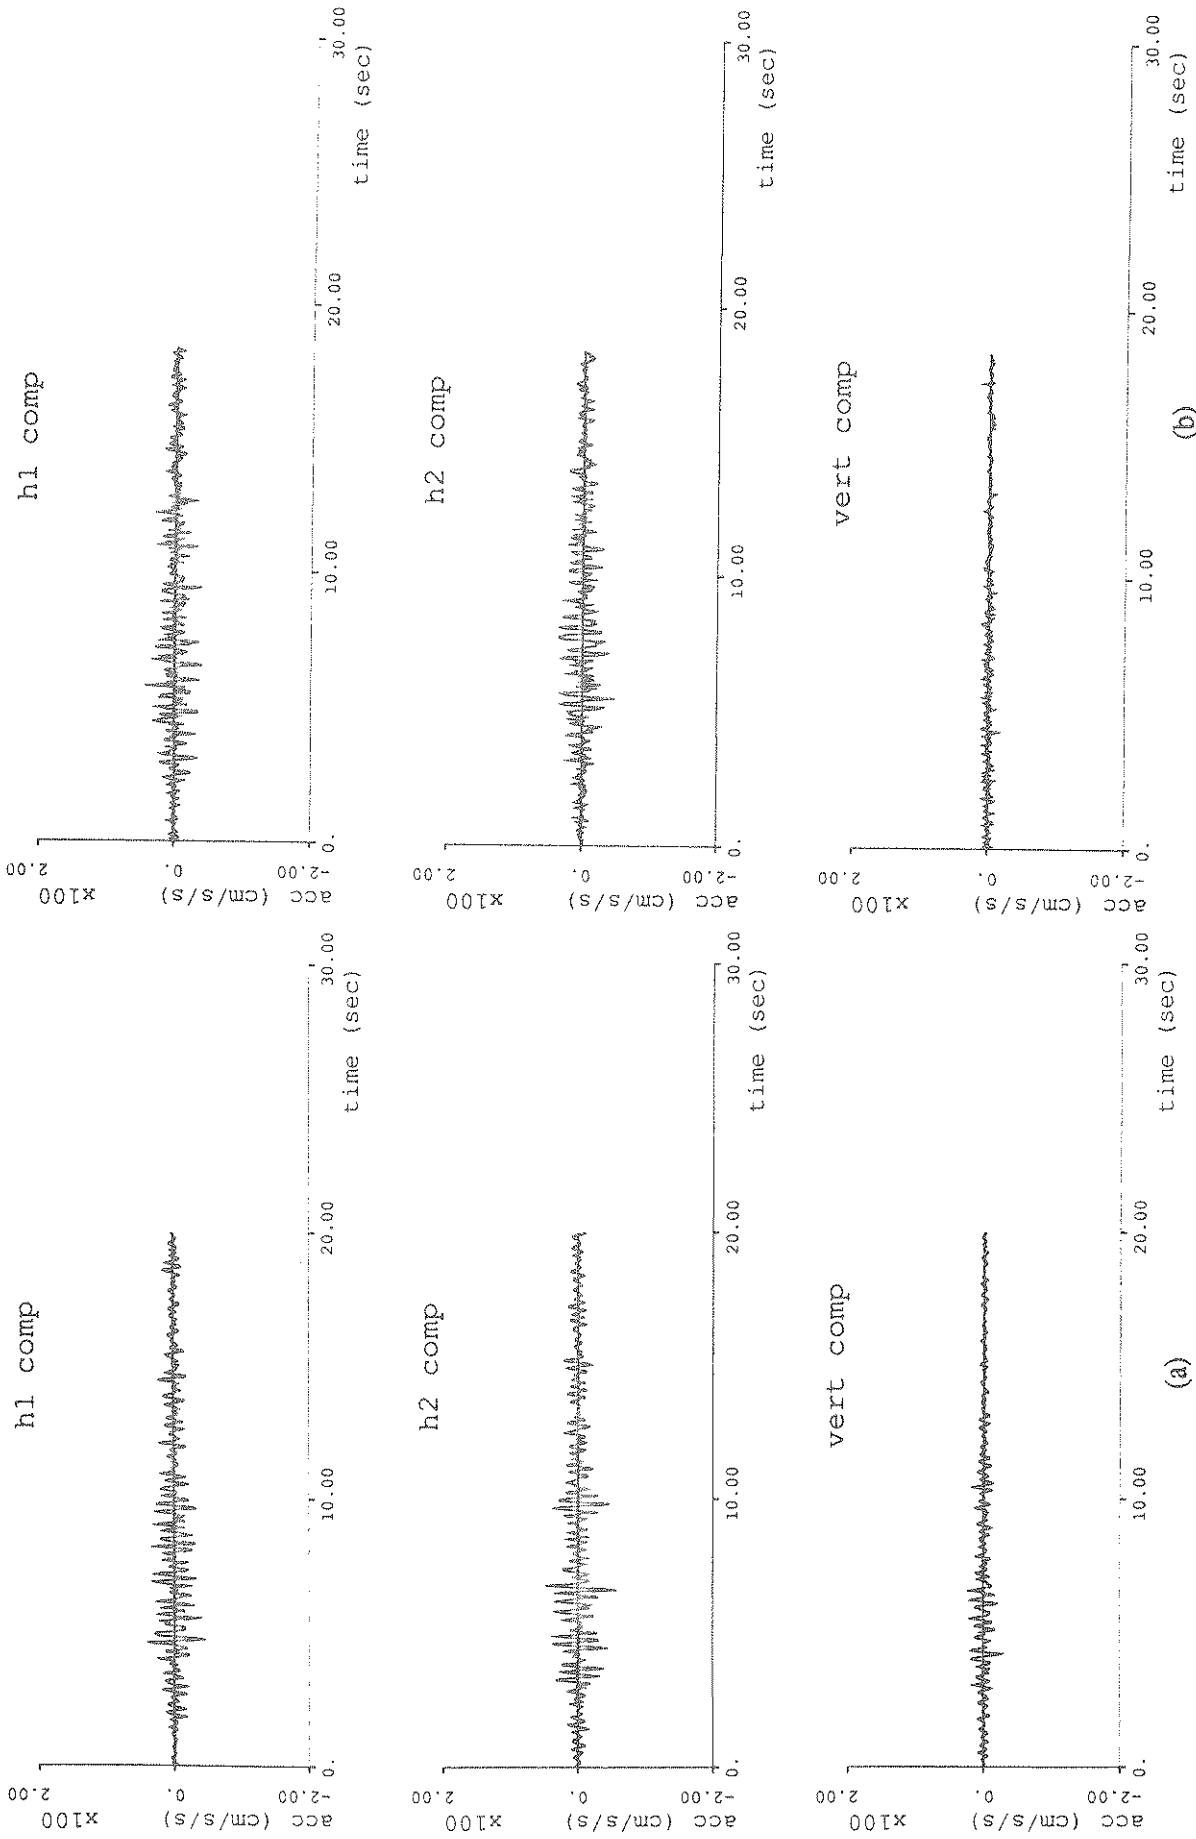 h1 comp
x100
acc (cm/s/s)
2.00
0.
-2.00
0. 10.00 20.00 30.00
time (sec)
h2 comp
x100
acc (cm/s/s)
2.00
0.
-2.00
0. 10.00 20.00 30.00
time (sec)
vert comp
x100
acc (cm/s/s)
2.00
0.
-2.00
0. 10.00 20.00 30.00
time (sec)
(a)
h1 comp
x100
acc (cm/s/s)
2.00
0.
-2.00
0. 10.00 20.00 30.00
time (sec)
h2 comp
x100
acc (cm/s/s)
2.00
0.
-2.00
0. 10.00 20.00 30.00
time (sec)
vert comp
x100
acc (cm/s/s)
2.00
0.
-2.00
0. 10.00 20.00 30.00
time (sec)
(b)